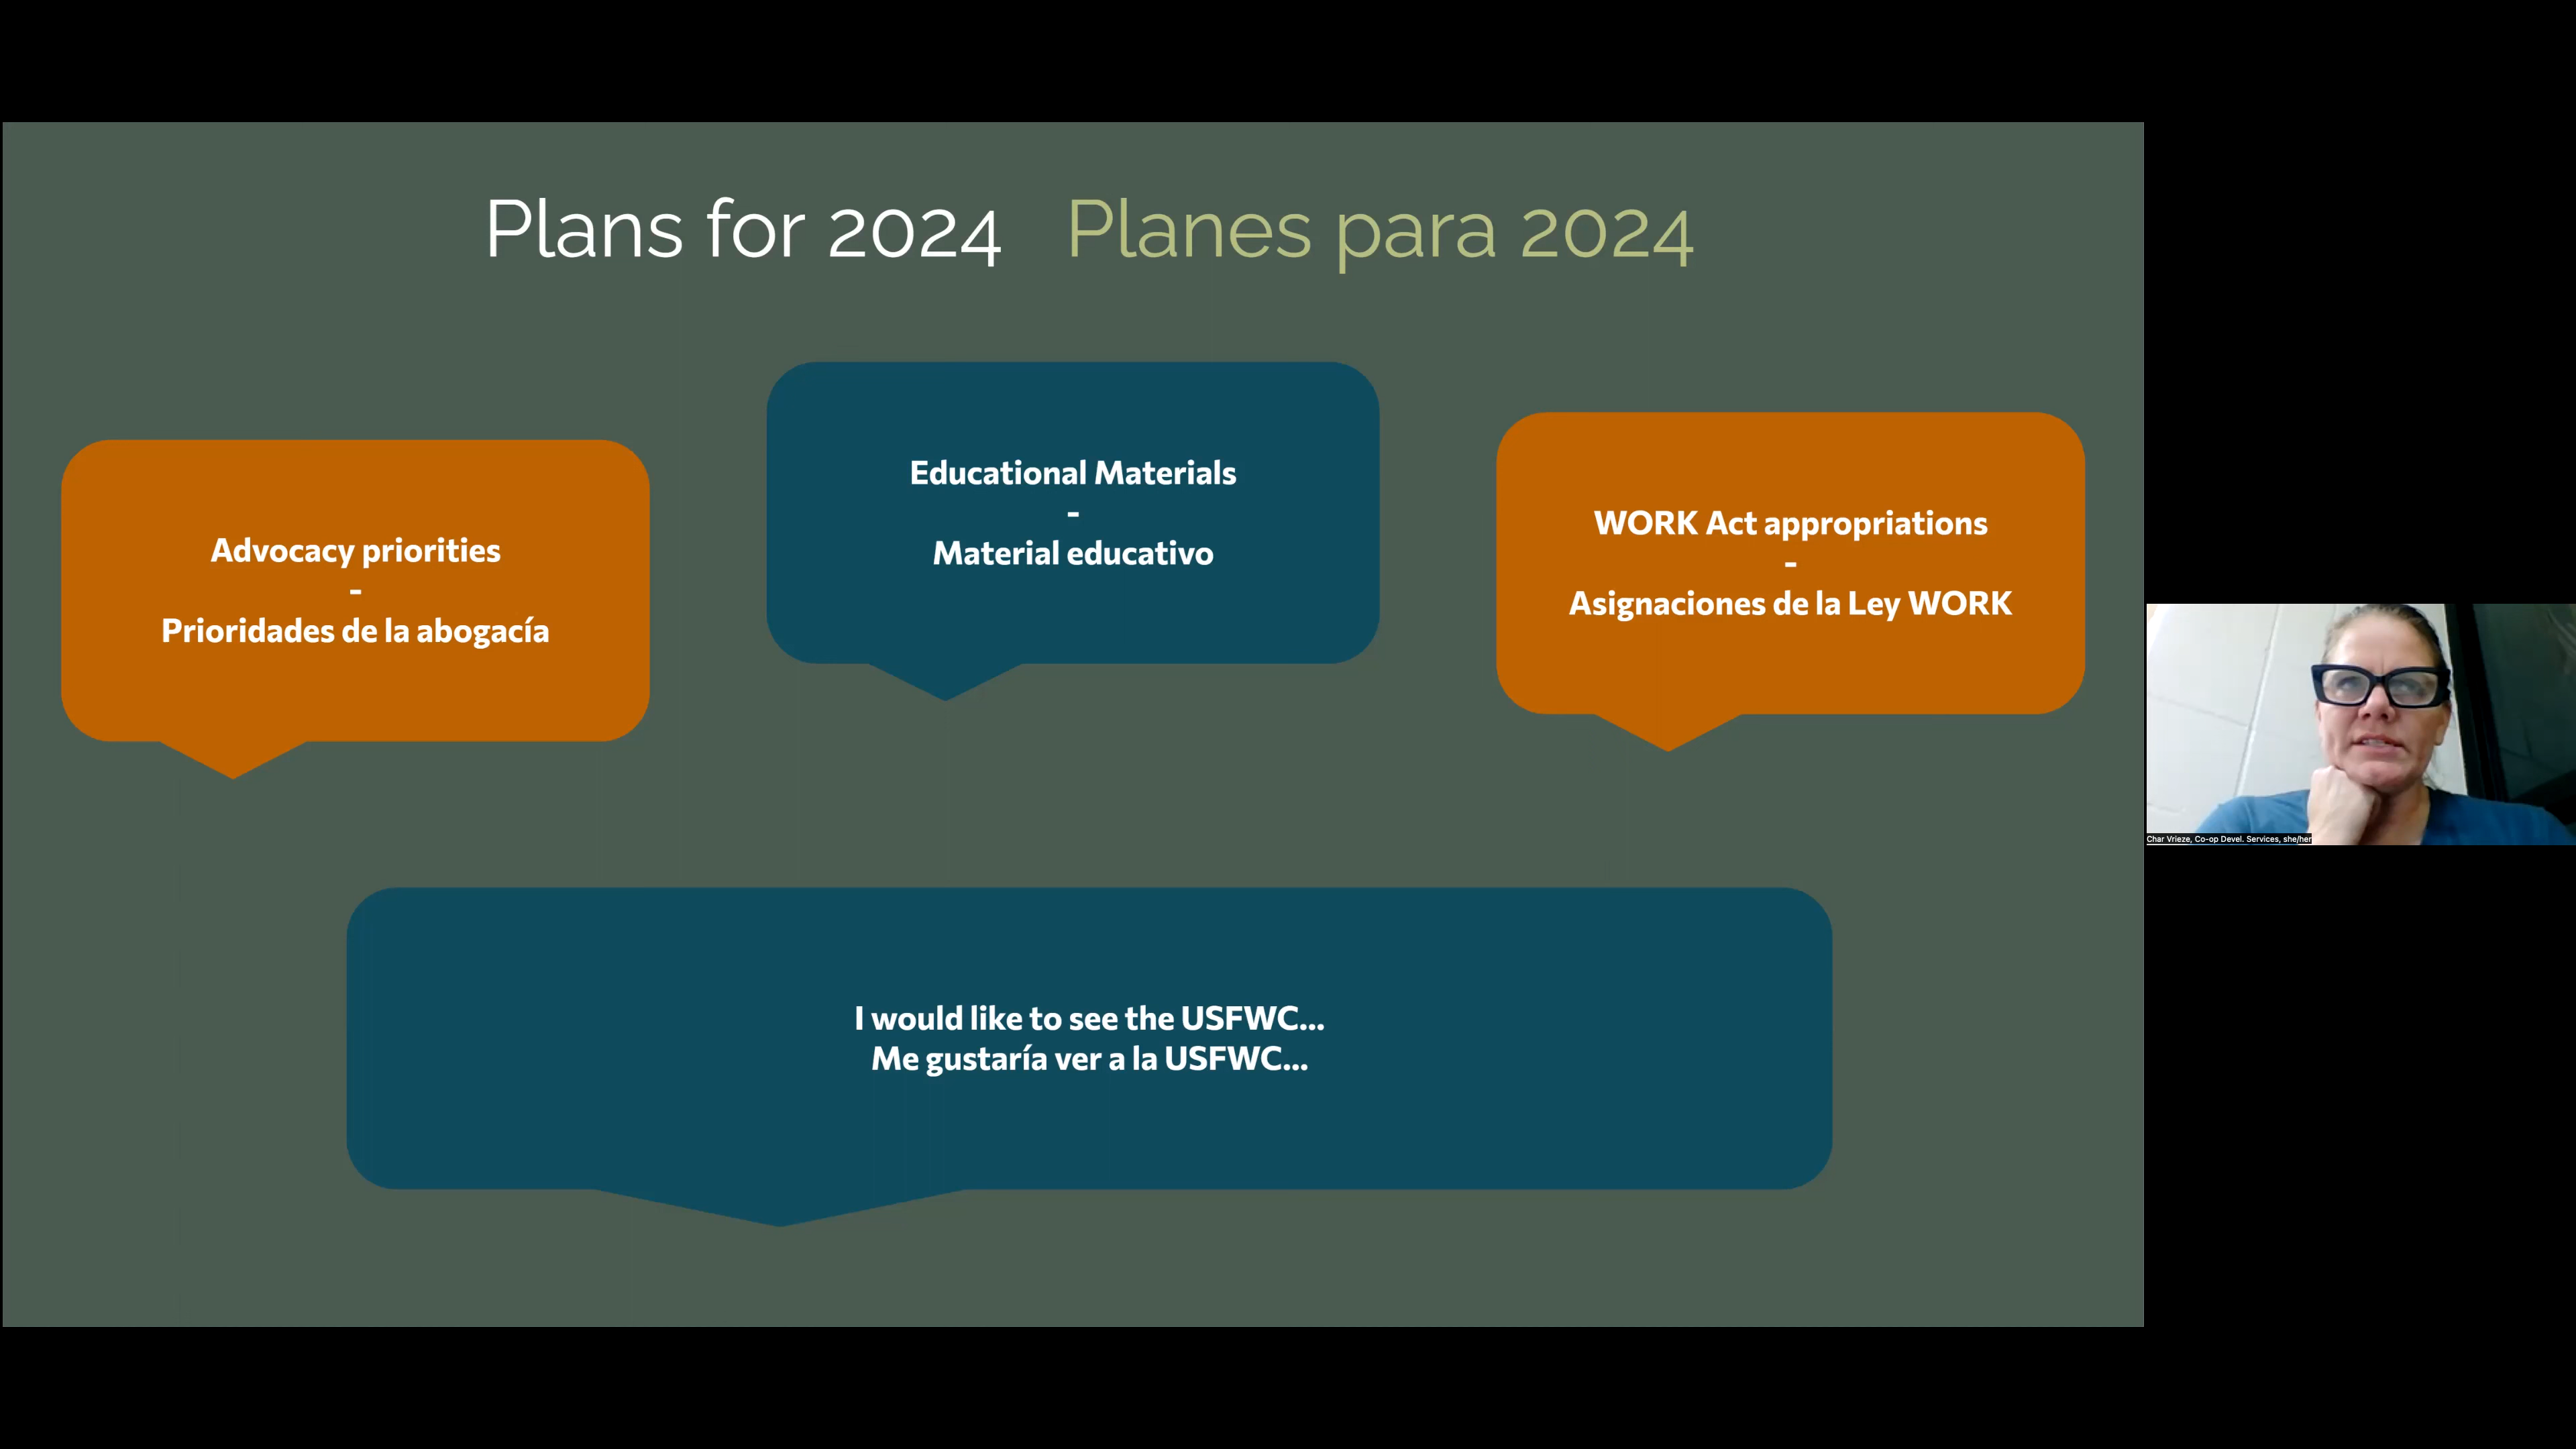 Plans for 2024 Planes para 2024
Advocacy priorities
-
Prioridades de la abogacía
Educational Materials
-
Material educativo
WORK Act appropriations
-
Asignaciones de la Ley WORK
I would like to see the USFWC...
Me gustaría ver a la USFWC...
Char Vrieze, Co-op Devel. Services, she/her